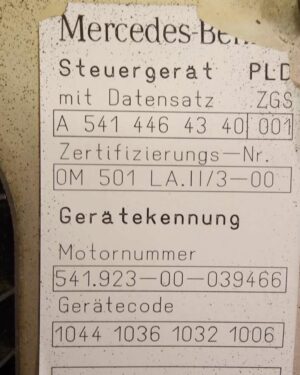 Mercedes-Ben
Steuergerät PLD
mit Datensatz ZGS
A 541 446 43 40 001
Zertifizierungs—Nr.
OM 501 LA.II/3—00
Gerätekennung
Motornummer
541.923—00—039466
Gerätecode
1044 1036 1032 1006